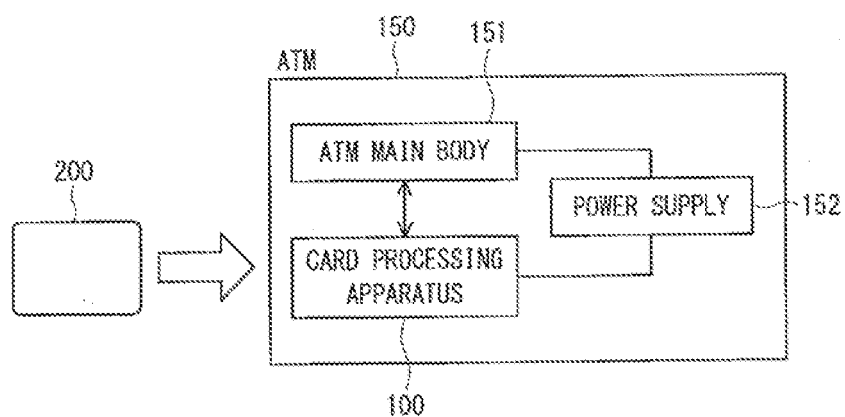 150
151
ATM
ATM MAIN BODY
200
POWER SUPPLY
152
CARD PROCESSING
APPARATUS
100